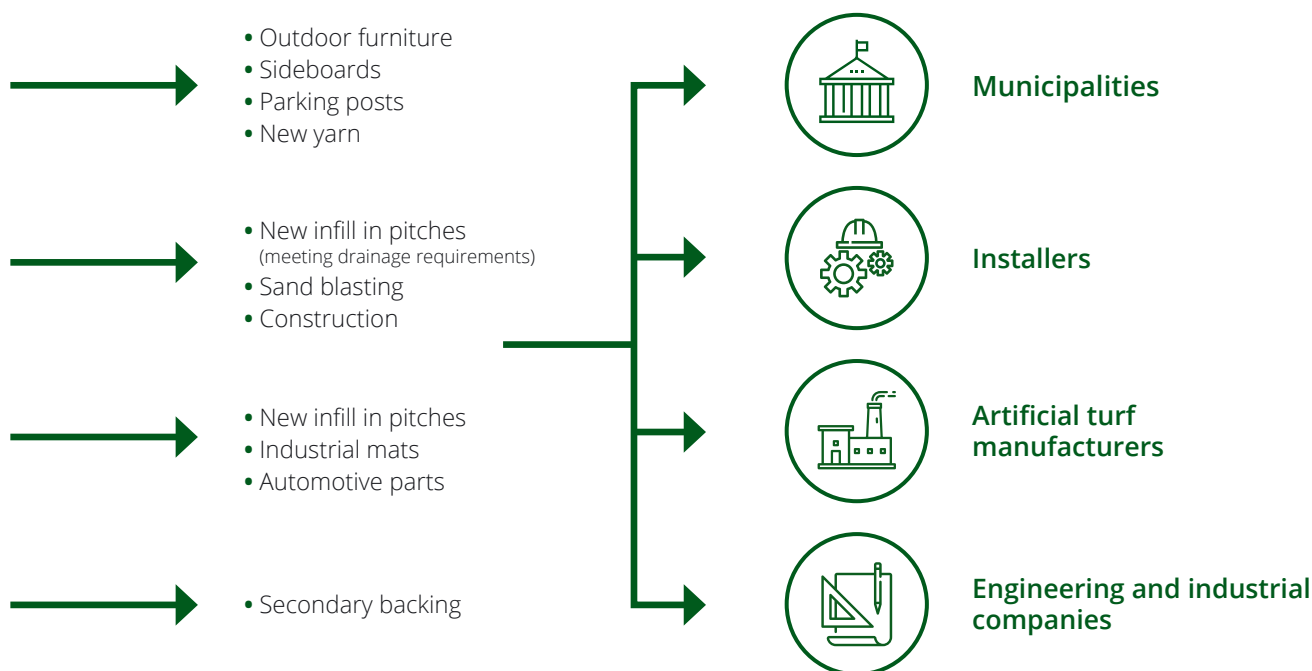 • Outdoor furniture
• Sideboards
• Parking posts
• New yarn
• New infill in pitches
(meeting drainage requirements)
• Sand blasting
• Construction
• New infill in pitches
• Industrial mats
• Automotive parts
• Secondary backing
Municipalities
Installers
Artificial turf
manufacturers
Engineering and industrial
companies